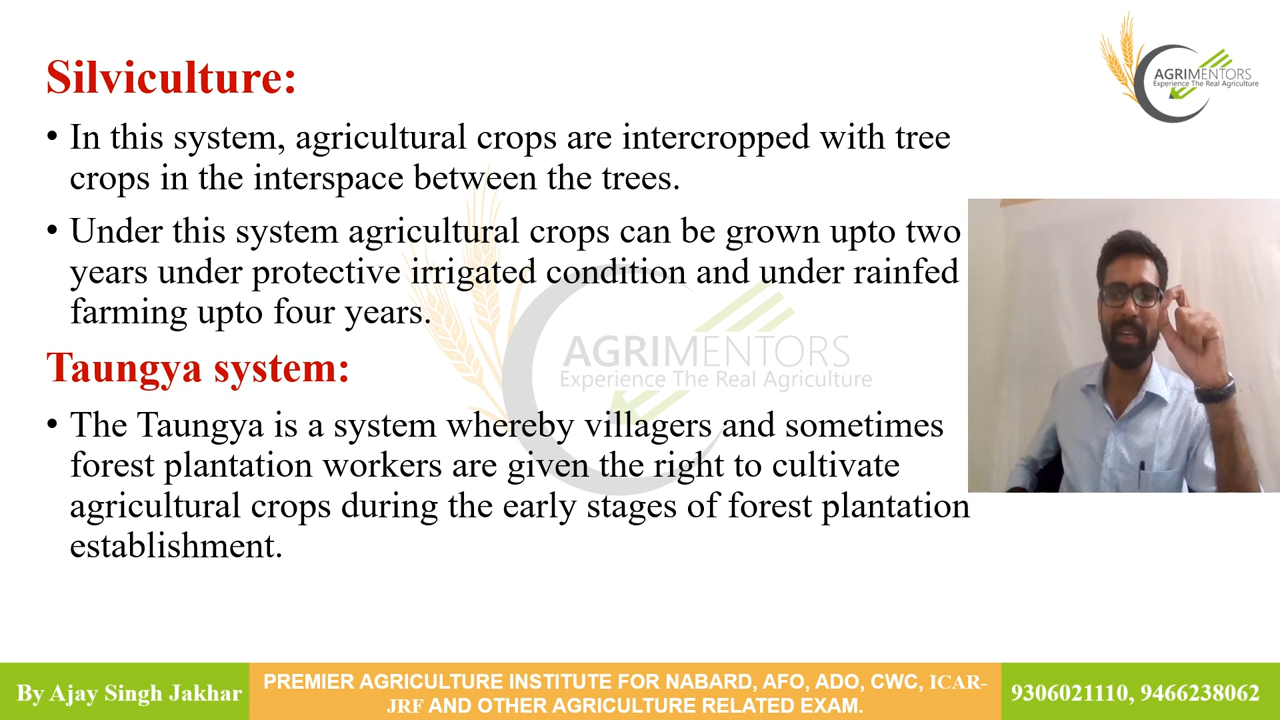 AGRIMENTORS
Experience The Real Agriculture
Silviculture:
• In this system, agricultural crops are intercropped with tree
crops in the interspace between the trees.
• Under this system agricultural crops can be grown upto two
years under protective irrigated condition and under rainfed
farming upto four years.
AGRIMENTORS
Experience The Real Agriculture
Taungya system:
• The Taungya is a system whereby villagers and sometimes
forest plantation workers are given the right to cultivate
agricultural crops during the early stages of forest plantation
establishment.
By Ajay Singh Jakhar
PREMIER AGRICULTURE INSTITUTE FOR NABARD, AFO, ADO, CWC, ICAR-
JRF AND OTHER AGRICULTURE RELATED EXAM.
9306021110, 9466238062